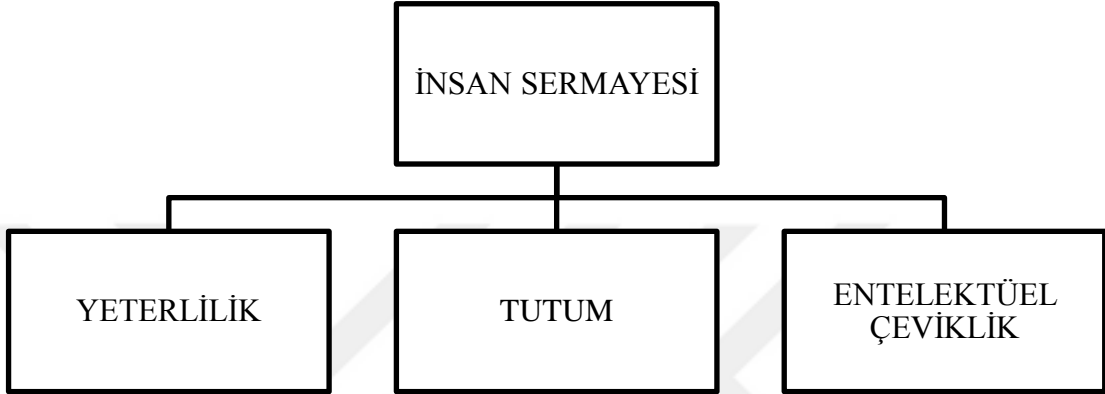 İNSAN SERMAYESİ
YETERLİLİK
TUTUM
ENTELEKTÜEL
ÇEVİKLİK